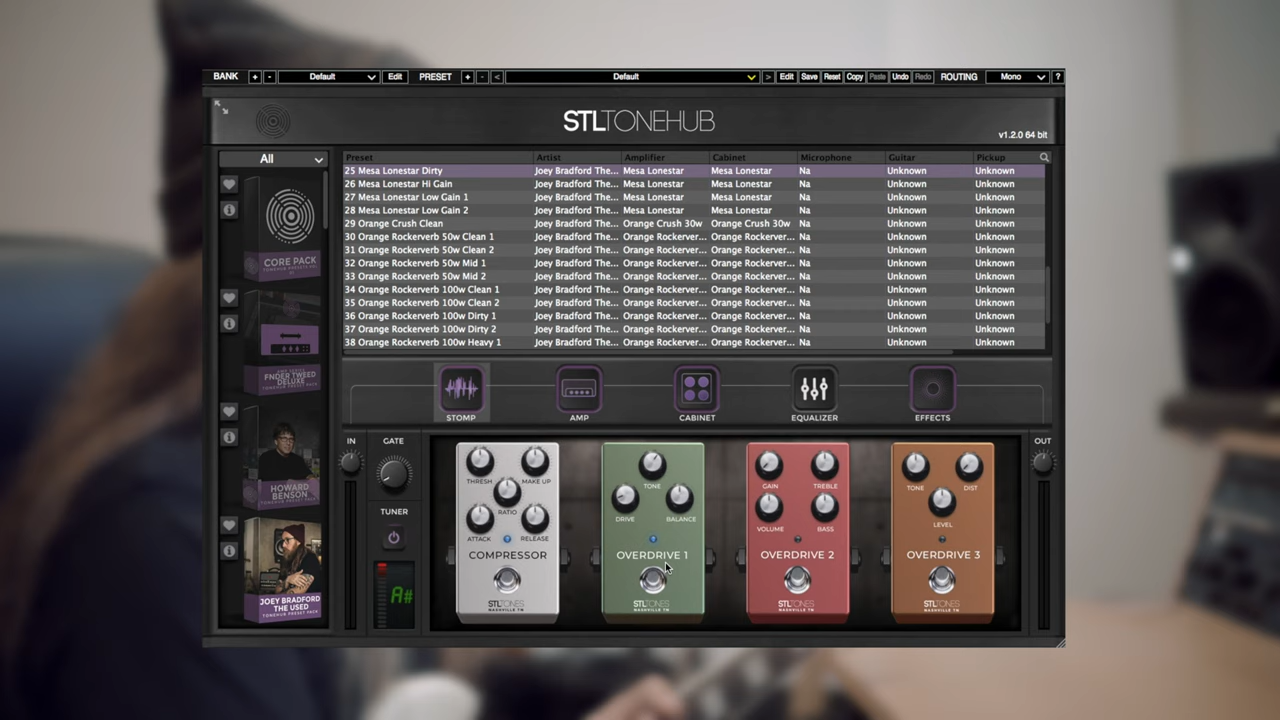 BANK + - Default Edit PRESET + - < Default > Edit Save Reset Copy Paste Undo Redo ROUTING Mono ?
STLTONEHUB
v1.2.0 64 bit
All
CORE PACK
FNDER TWEED
DELUXE
HOWARD
BENSON
JOEY BRADFORD
THE USED
TONEHUB PRESET PACK
Preset Artist Amplifier Cabinet Microphone Guitar Pickup
25 Mesa Lonestar Dirty Joey Bradford The... Mesa Lonestar Mesa Lonestar Na Unknown Unknown
26 Mesa Lonestar Hi Gain Joey Bradford The... Mesa Lonestar Mesa Lonestar Na Unknown Unknown
27 Mesa Lonestar Low Gain 1 Joey Bradford The... Mesa Lonestar Mesa Lonestar Na Unknown Unknown
28 Mesa Lonestar Low Gain 2 Joey Bradford The... Mesa Lonestar Mesa Lonestar Na Unknown Unknown
29 Orange Crush Clean Joey Bradford The... Orange Crush 30w Orange Crush 30w Na Unknown Unknown
30 Orange Rockerverb 50w Clean 1 Joey Bradford The... Orange Rockerver... Orange Rockerver... Na Unknown Unknown
31 Orange Rockerverb 50w Clean 2 Joey Bradford The... Orange Rockerver... Orange Rockerver... Na Unknown Unknown
32 Orange Rockerverb 50w Mid 1 Joey Bradford The... Orange Rockerver... Orange Rockerver... Na Unknown Unknown
33 Orange Rockerverb 50w Mid 2 Joey Bradford The... Orange Rockerver... Orange Rockerver... Na Unknown Unknown
34 Orange Rockerverb 100w Clean 1 Joey Bradford The... Orange Rockerver... Orange Rockerver... Na Unknown Unknown
35 Orange Rockerverb 100w Clean 2 Joey Bradford The... Orange Rockerver... Orange Rockerver... Na Unknown Unknown
36 Orange Rockerverb 100w Dirty 1 Joey Bradford The... Orange Rockerver... Orange Rockerver... Na Unknown Unknown
37 Orange Rockerverb 100w Dirty 2 Joey Bradford The... Orange Rockerver... Orange Rockerver... Na Unknown Unknown
38 Orange Rockerverb 100w Heavy 1 Joey Bradford The... Orange Rockerver... Orange Rockerver... Na Unknown Unknown
STOMP AMP CABINET EQUALIZER EFFECTS
IN GATE OUT
TUNER
A#
THRESH MAKE UP
RATIO
ATTACK RELEASE
COMPRESSOR
STLTONES
NASHVILLE TN
TONE
DRIVE BALANCE
OVERDRIVE 1
STLTONES
NASHVILLE TN
GAIN TREBLE
VOLUME BASS
OVERDRIVE 2
STLTONES
NASHVILLE TN
TONE DIST
LEVEL
OVERDRIVE 3
STLTONES
NASHVILLE TN